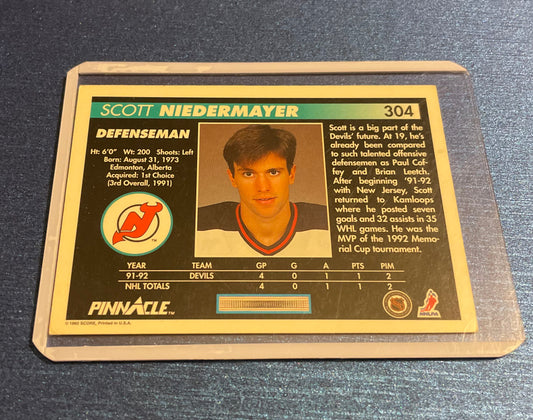 SCOTT NIEDERMAYER 304
DEFENSEMAN
Ht: 6'0" Wt: 200 Shoots: Left
Born: August 31, 1973
Edmonton, Alberta
Acquired: 1st Choice
(3rd Overall, 1991)
Scott is a big part of the
Devils' future. At 19, he's
already been compared
to such talented offensive
defensemen as Paul Cof-
fey and Brian Leetch.
After beginning '91-92
with New Jersey, Scott
returned to Kamloops
where he posted seven
goals and 32 assists in 35
WHL games. He was the
MVP of the 1992 Memo-
rial Cup tournament.
YEAR TEAM GP G A PTS PIM
91-92 DEVILS 4 0 1 1 2
NHL TOTALS 4 0 1 1 2
PINNACLE TM
NHLPA
© 1992 SCORE, Printed in U.S.A.